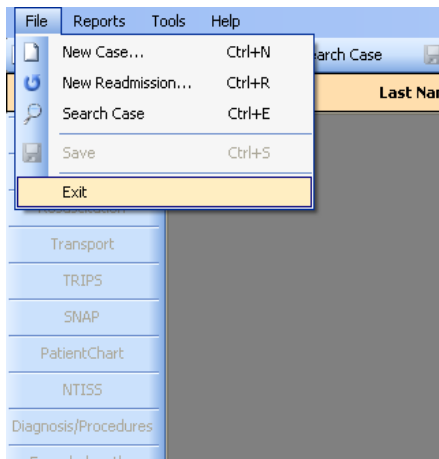 File Reports Tools Help
New Case... Ctrl+N
arch Case
New Readmission... Ctrl+R
Last Nar
Search Case Ctrl+E
Save Ctrl+S
Exit
Transport
TRIPS
SNAP
PatientChart
NTISS
Diagnosis/Procedures